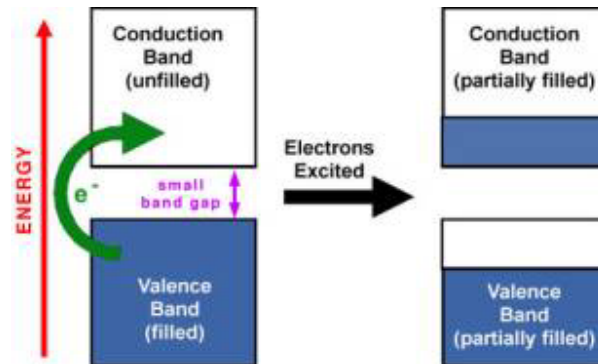 ENERGY
Conduction
Band
(unfilled)
e-
small
band gap
Valence
Band
(filled)
Electrons
Excited
Conduction
Band
(partially filled)
Valence
Band
(partially filled)